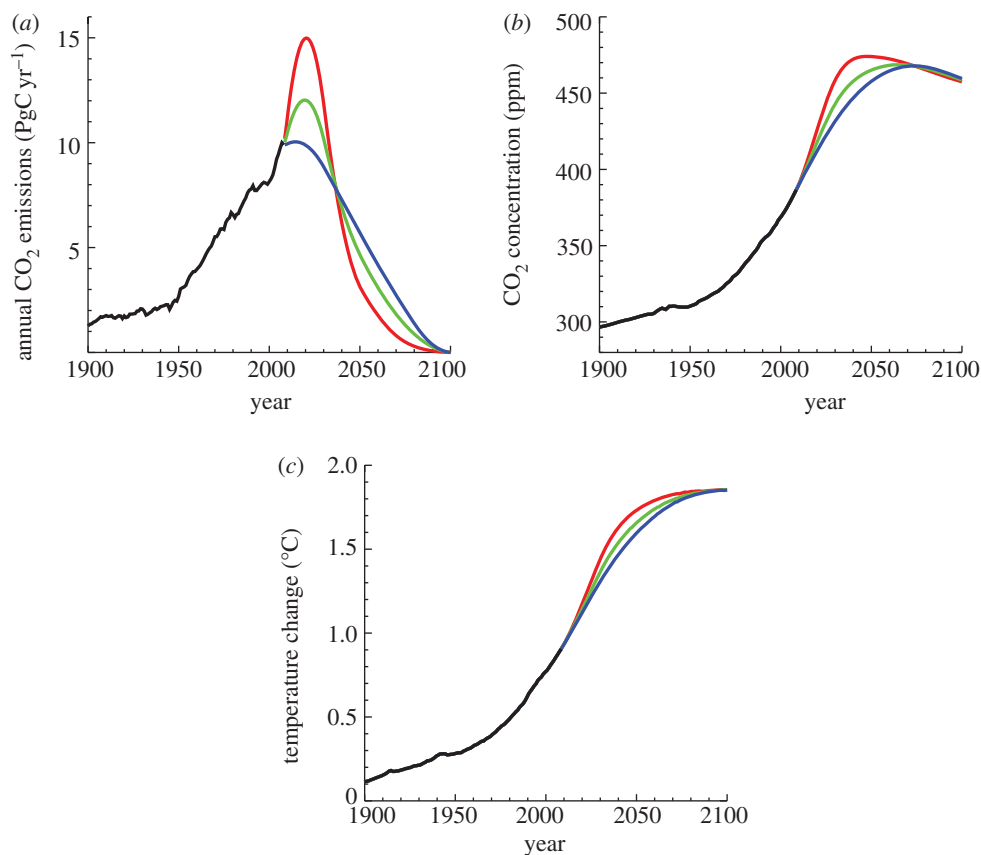 (a)
annual CO2 emissions (PgC yr−1)
15
10
5
1900 1950 2000 2050 2100
year
(b)
CO2 concentration (ppm)
500
450
400
350
300
1900 1950 2000 2050 2100
year
(c)
temperature change (°C)
2.0
1.5
1.0
0.5
0
1900 1950 2000 2050 2100
year